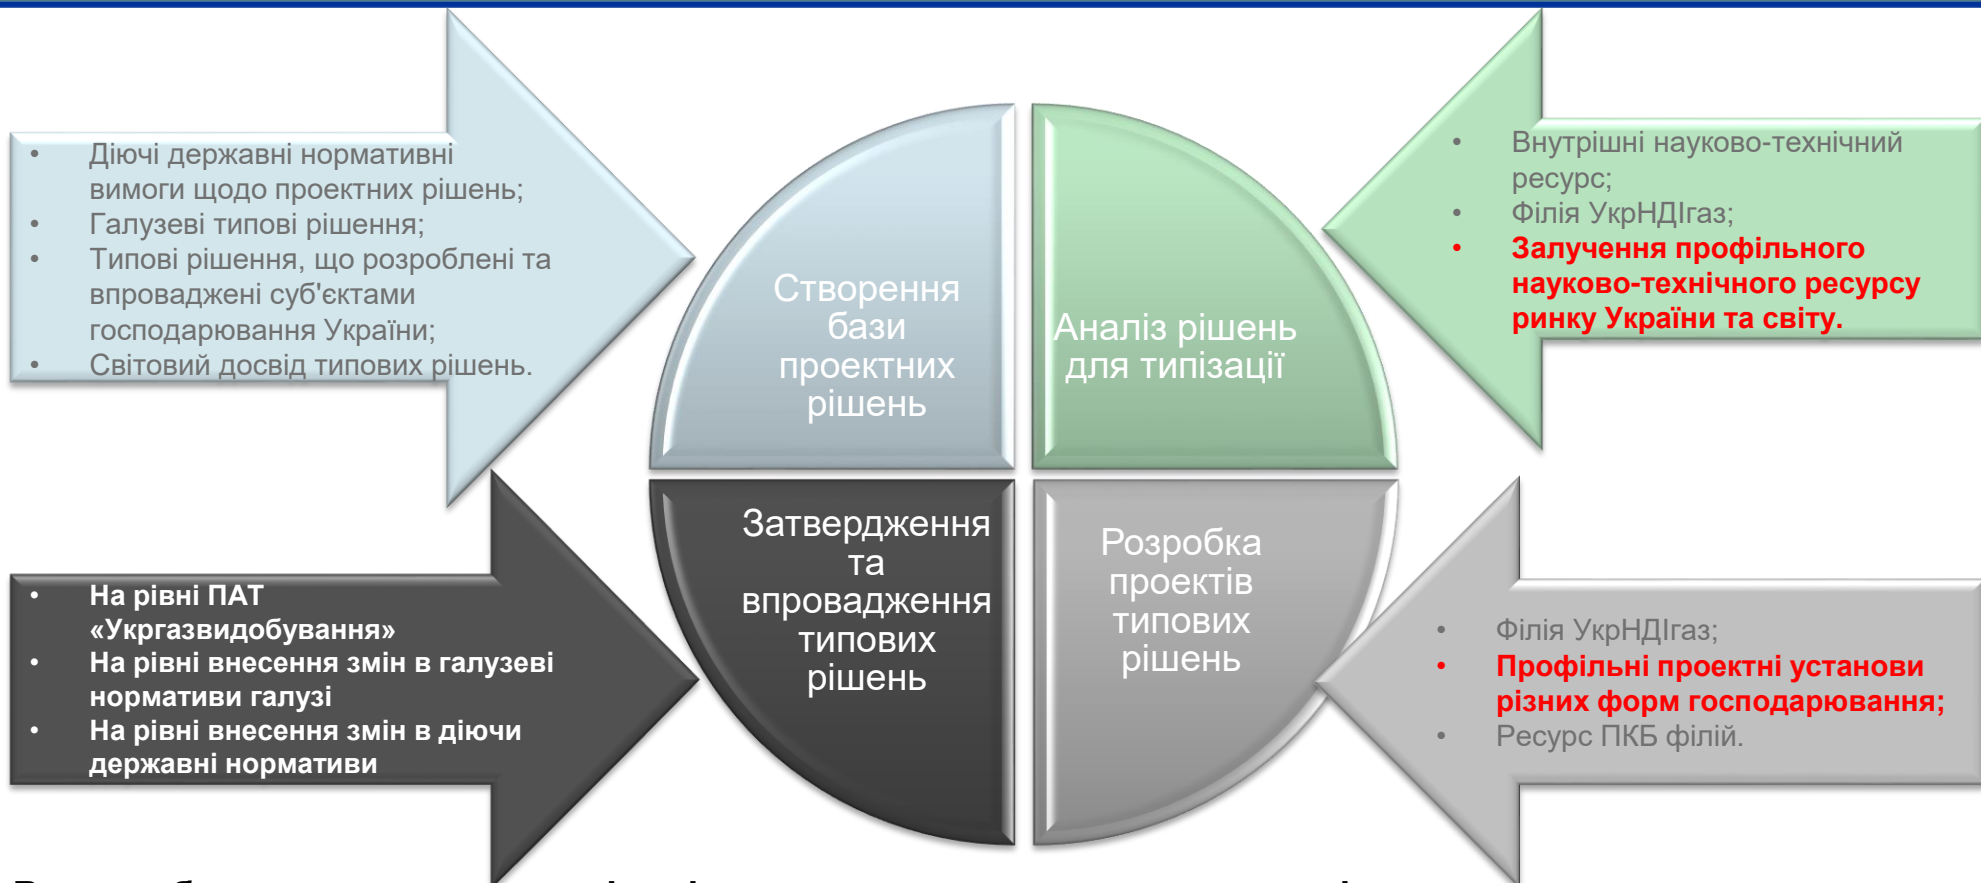 • Діючі державні нормативні
вимоги щодо проектних рішень;
• Галузеві типові рішення;
• Типові рішення, що розроблені та
впроваджені суб'єктами
господарювання України;
• Світовий досвід типових рішень.
Створення
бази
проектних
рішень
Аналіз рішень
для типізації
• Внутрішні науково-технічний
ресурс;
• Філія УкрНДІгаз;
• Залучення профільного
науково-технічного ресурсу
ринку України та світу.
• На рівні ПАТ
«Укргазвидобування»
• На рівні внесення змін в галузеві
нормативи галузі
• На рівні внесення змін в діючи
державні нормативи
Затвердження
та
впровадження
типових
рішень
Розробка
проектів
типових
рішень
• Філія УкрНДІгаз;
• Профільні проектні установи
різних форм господарювання;
• Ресурс ПКБ філій.